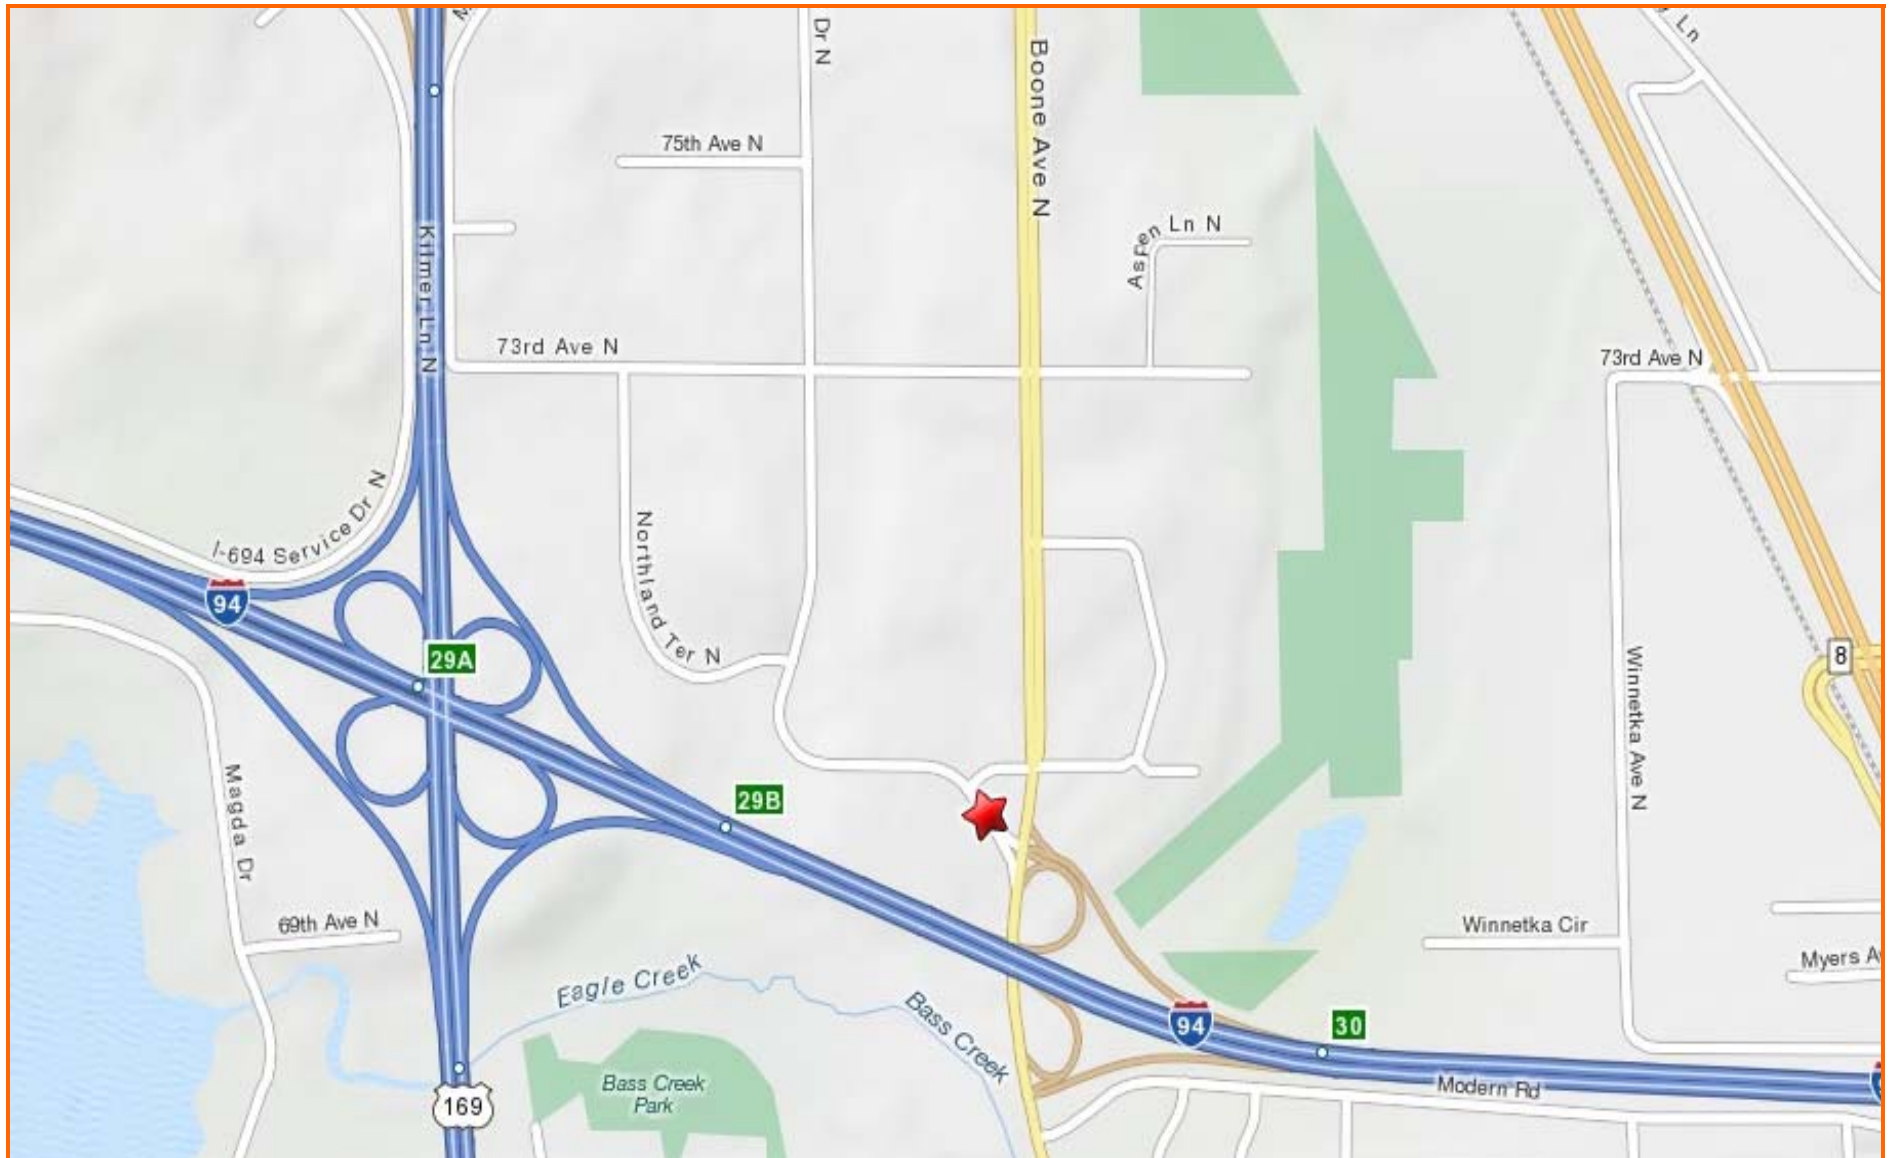 Dr N
Ln
Boone Ave N
75th Ave N
Aspen Ln N
Kilmer Ln N
73rd Ave N
73rd Ave N
I-694 Service Dr N
94
Northland Ter N
29A
8
Winnetka Ave N
Magda Dr
29B
69th Ave N
Winnetka Cir
Myers A
Eagle Creek
Bass Creek
94
30
Bass Creek
Park
Modern Rd
169